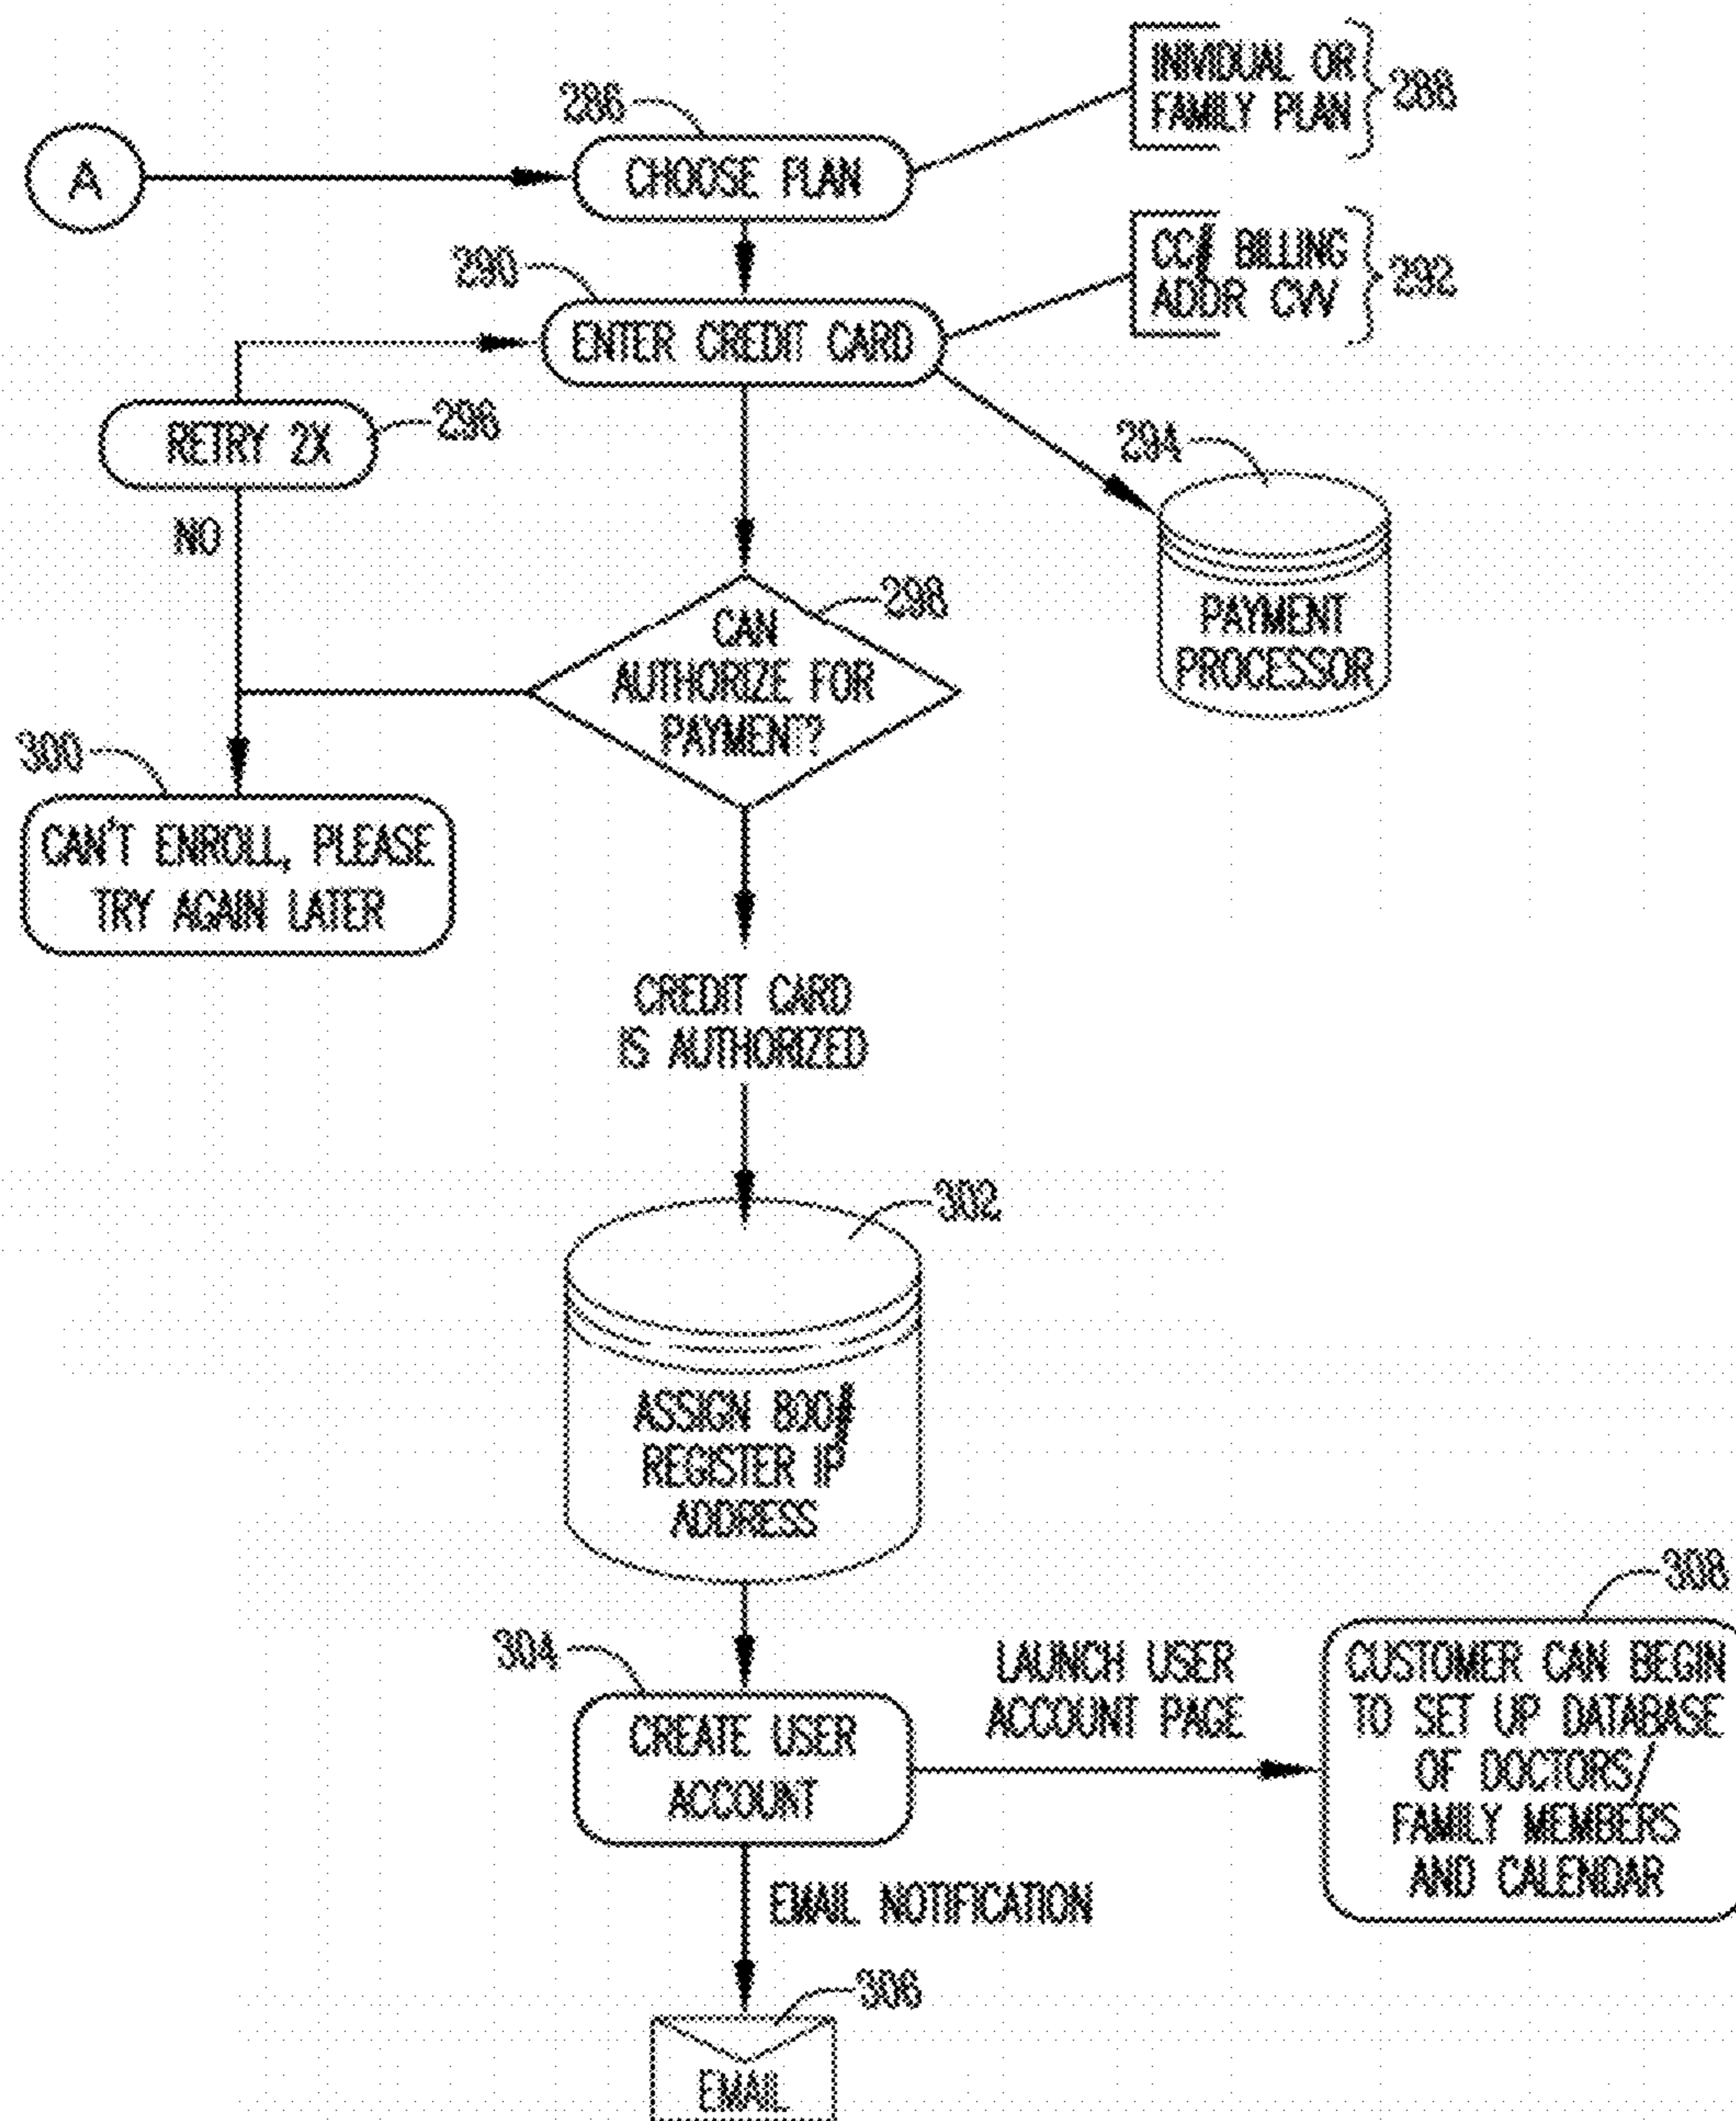 286
INIVIDUAL OR
FAMILY PLAN
288
A
CHOOSE PLAN
290
CC# BILLING
ADDR CVV
292
ENTER CREDIT CARD
RETRY 2X
296
294
NO
298
CAN
AUTHORIZE FOR
PAYMENT?
PAYMENT
PROCESSOR
300
CAN'T ENROLL, PLEASE
TRY AGAIN LATER
CREDIT CARD
IS AUTHORIZED
302
ASSIGN 800#
REGISTER IP
ADDRESS
304
CREATE USER
ACCOUNT
LAUNCH USER
ACCOUNT PAGE
308
CUSTOMER CAN BEGIN
TO SET UP DATABASE
OF DOCTORS/
FAMILY MEMBERS
AND CALENDAR
EMAIL NOTIFICATION
306
EMAIL